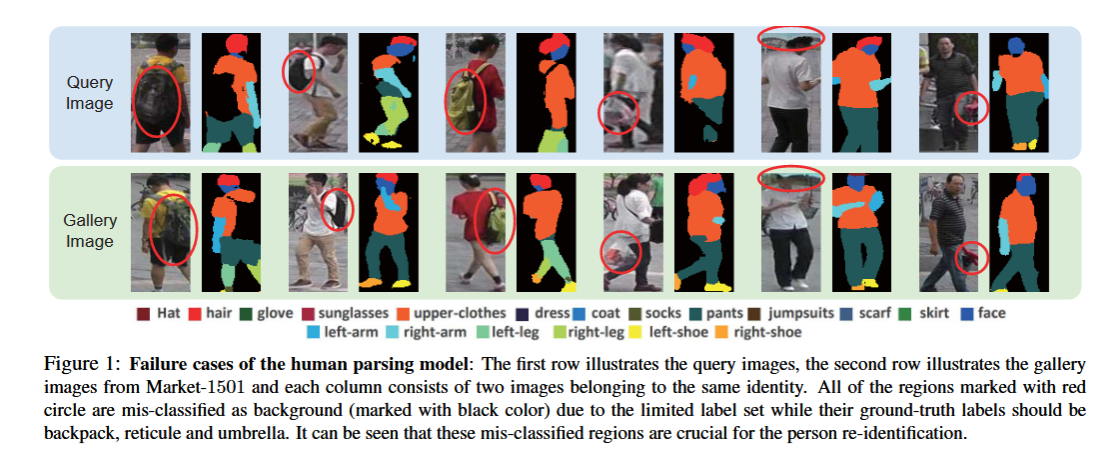 Query
Image
Gallery
Image
Hat hair glove sunglasses upper-clothes dress coat socks pants jumpsuits scarf skirt face
left-arm right-arm left-leg right-leg left-shoe right-shoe
Figure 1: Failure cases of the human parsing model: The first row illustrates the query images, the second row illustrates the gallery
images from Market-1501 and each column consists of two images belonging to the same identity. All of the regions marked with red
circle are mis-classified as background (marked with black color) due to the limited label set while their ground-truth labels should be
backpack, reticule and umbrella. It can be seen that these mis-classified regions are crucial for the person re-identification.